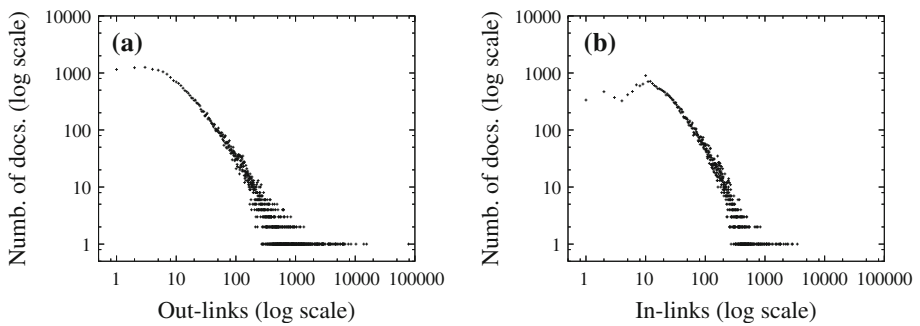 (a)
Numb. of docs. (log scale)
10000
1000
100
10
1
1 10 100 1000 10000 100000
Out-links (log scale)
(b)
Numb. of docs. (log scale)
10000
1000
100
10
1
1 10 100 1000 10000 100000
In-links (log scale)